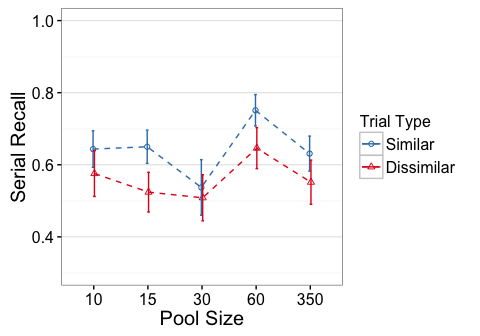 1.0
0.8
0.6
0.4
Serial Recall
10 15 30 60 350
Pool Size
Trial Type
Similar
Dissimilar